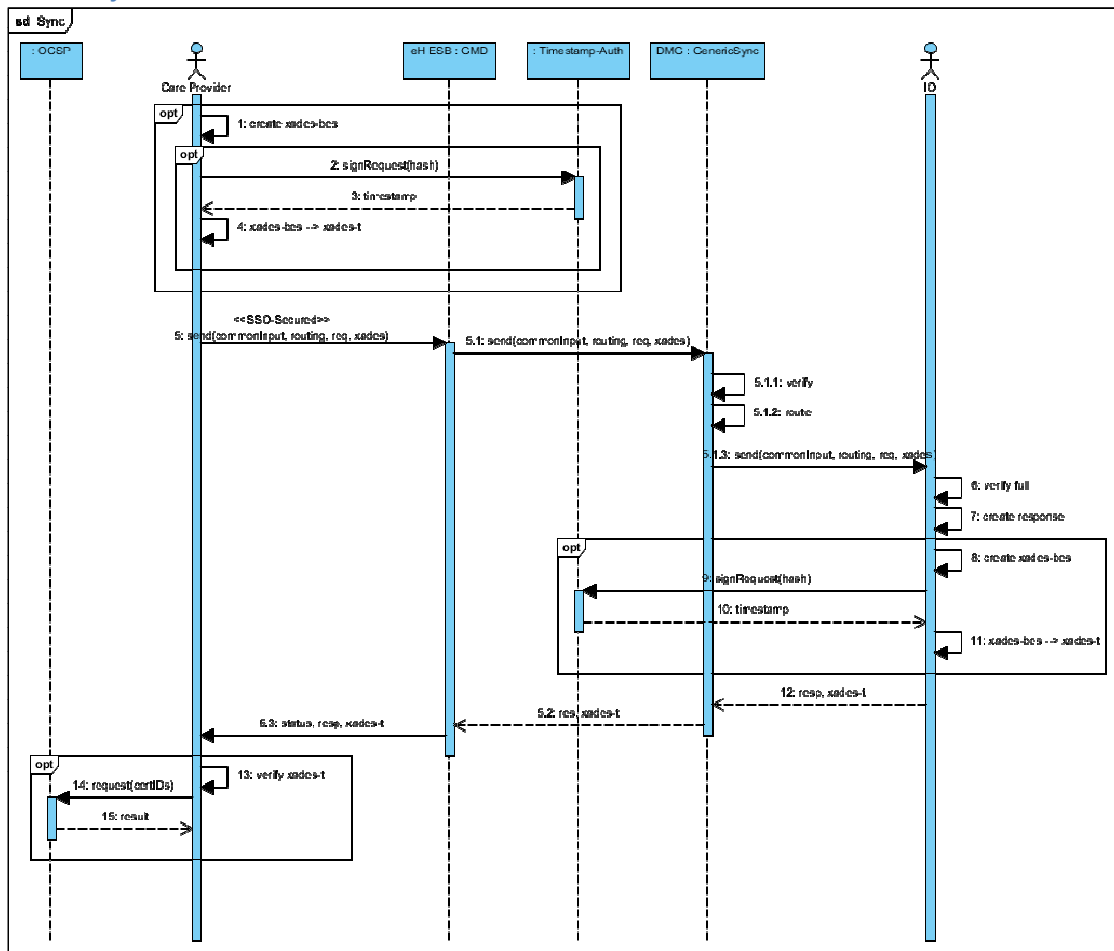 sd Sync
: OCSP
Care Provider
eH ESB : CMD
: Timestamp-Auth
DMC : GenericSync
IO
opt
1: create xades-bes
opt
2: signRequest(hash)
3: timestamp
4: xades-bes --> xades-t
<<SSO-Secured>>
5: send(commonInput, routing, req, xades)
5.1: send(commonInput, routing, req, xades)
5.1.1: verify
5.1.2: route
5.1.3: send(commonInput, routing, req, xades)
6: verify full
7: create response
opt
8: create xades-bes
9: signRequest(hash)
10: timestamp
11: xades-bes --> xades-t
12: resp, xades-t
5.2: res, xades-t
5.3: status, resp, xades-t
opt
13: verify xades-t
14: request(certIDs)
15: result